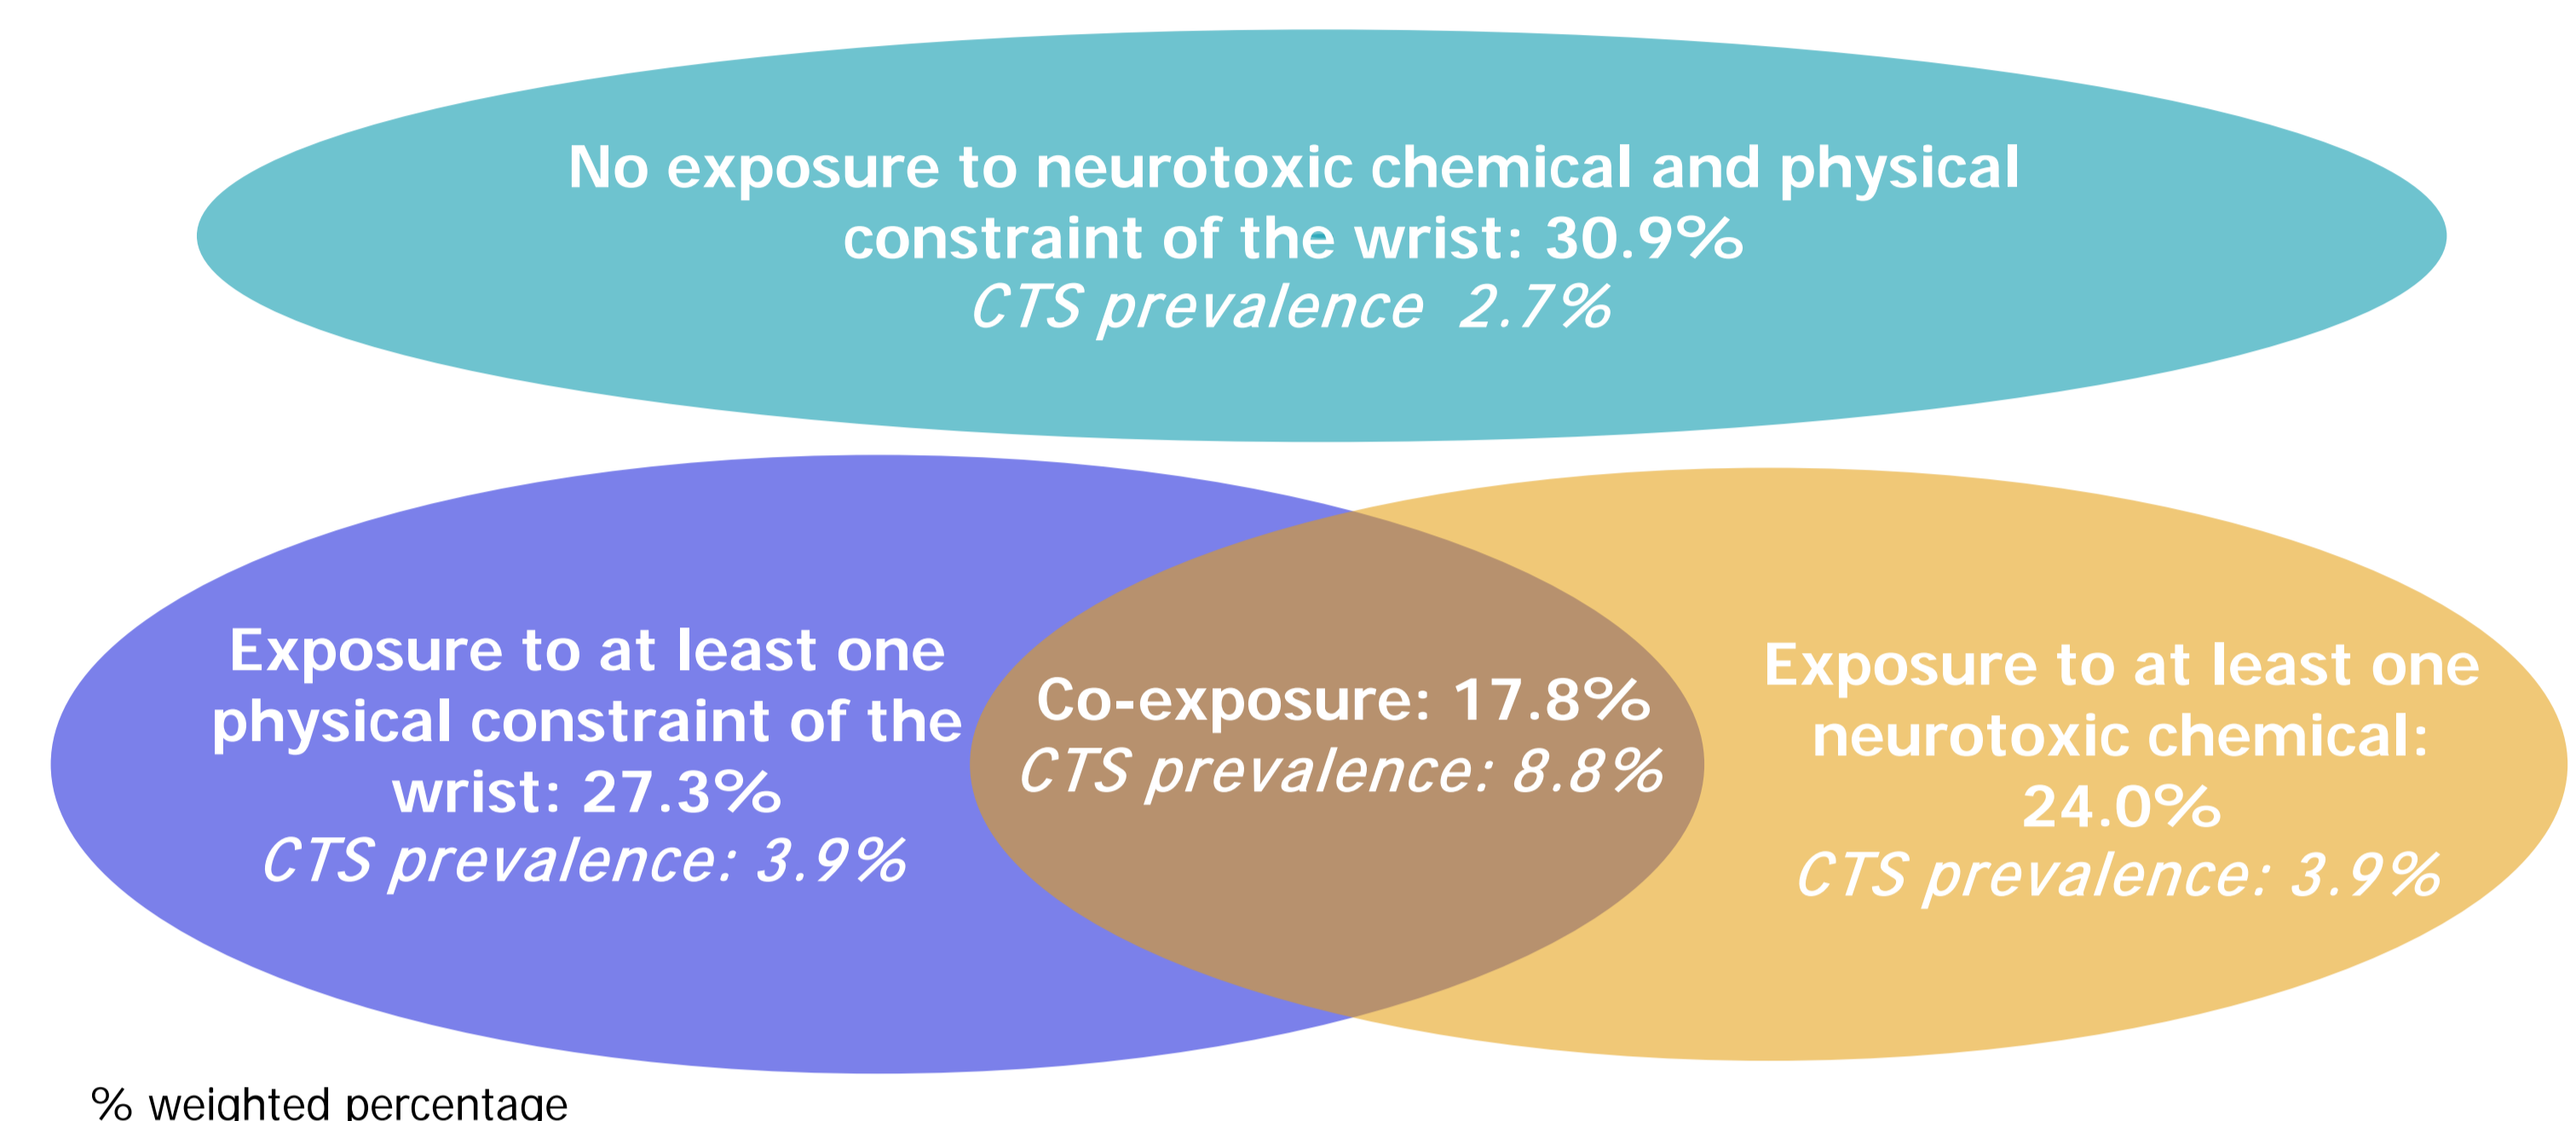 No exposure to neurotoxic chemical and physical
constraint of the wrist: 30.9%
CTS prevalence 2.7%
Exposure to at least one
physical constraint of the
wrist: 27.3%
CTS prevalence: 3.9%
Co-exposure: 17.8%
CTS prevalence: 8.8%
Exposure to at least one
neurotoxic chemical:
24.0%
CTS prevalence: 3.9%
% weighted percentage